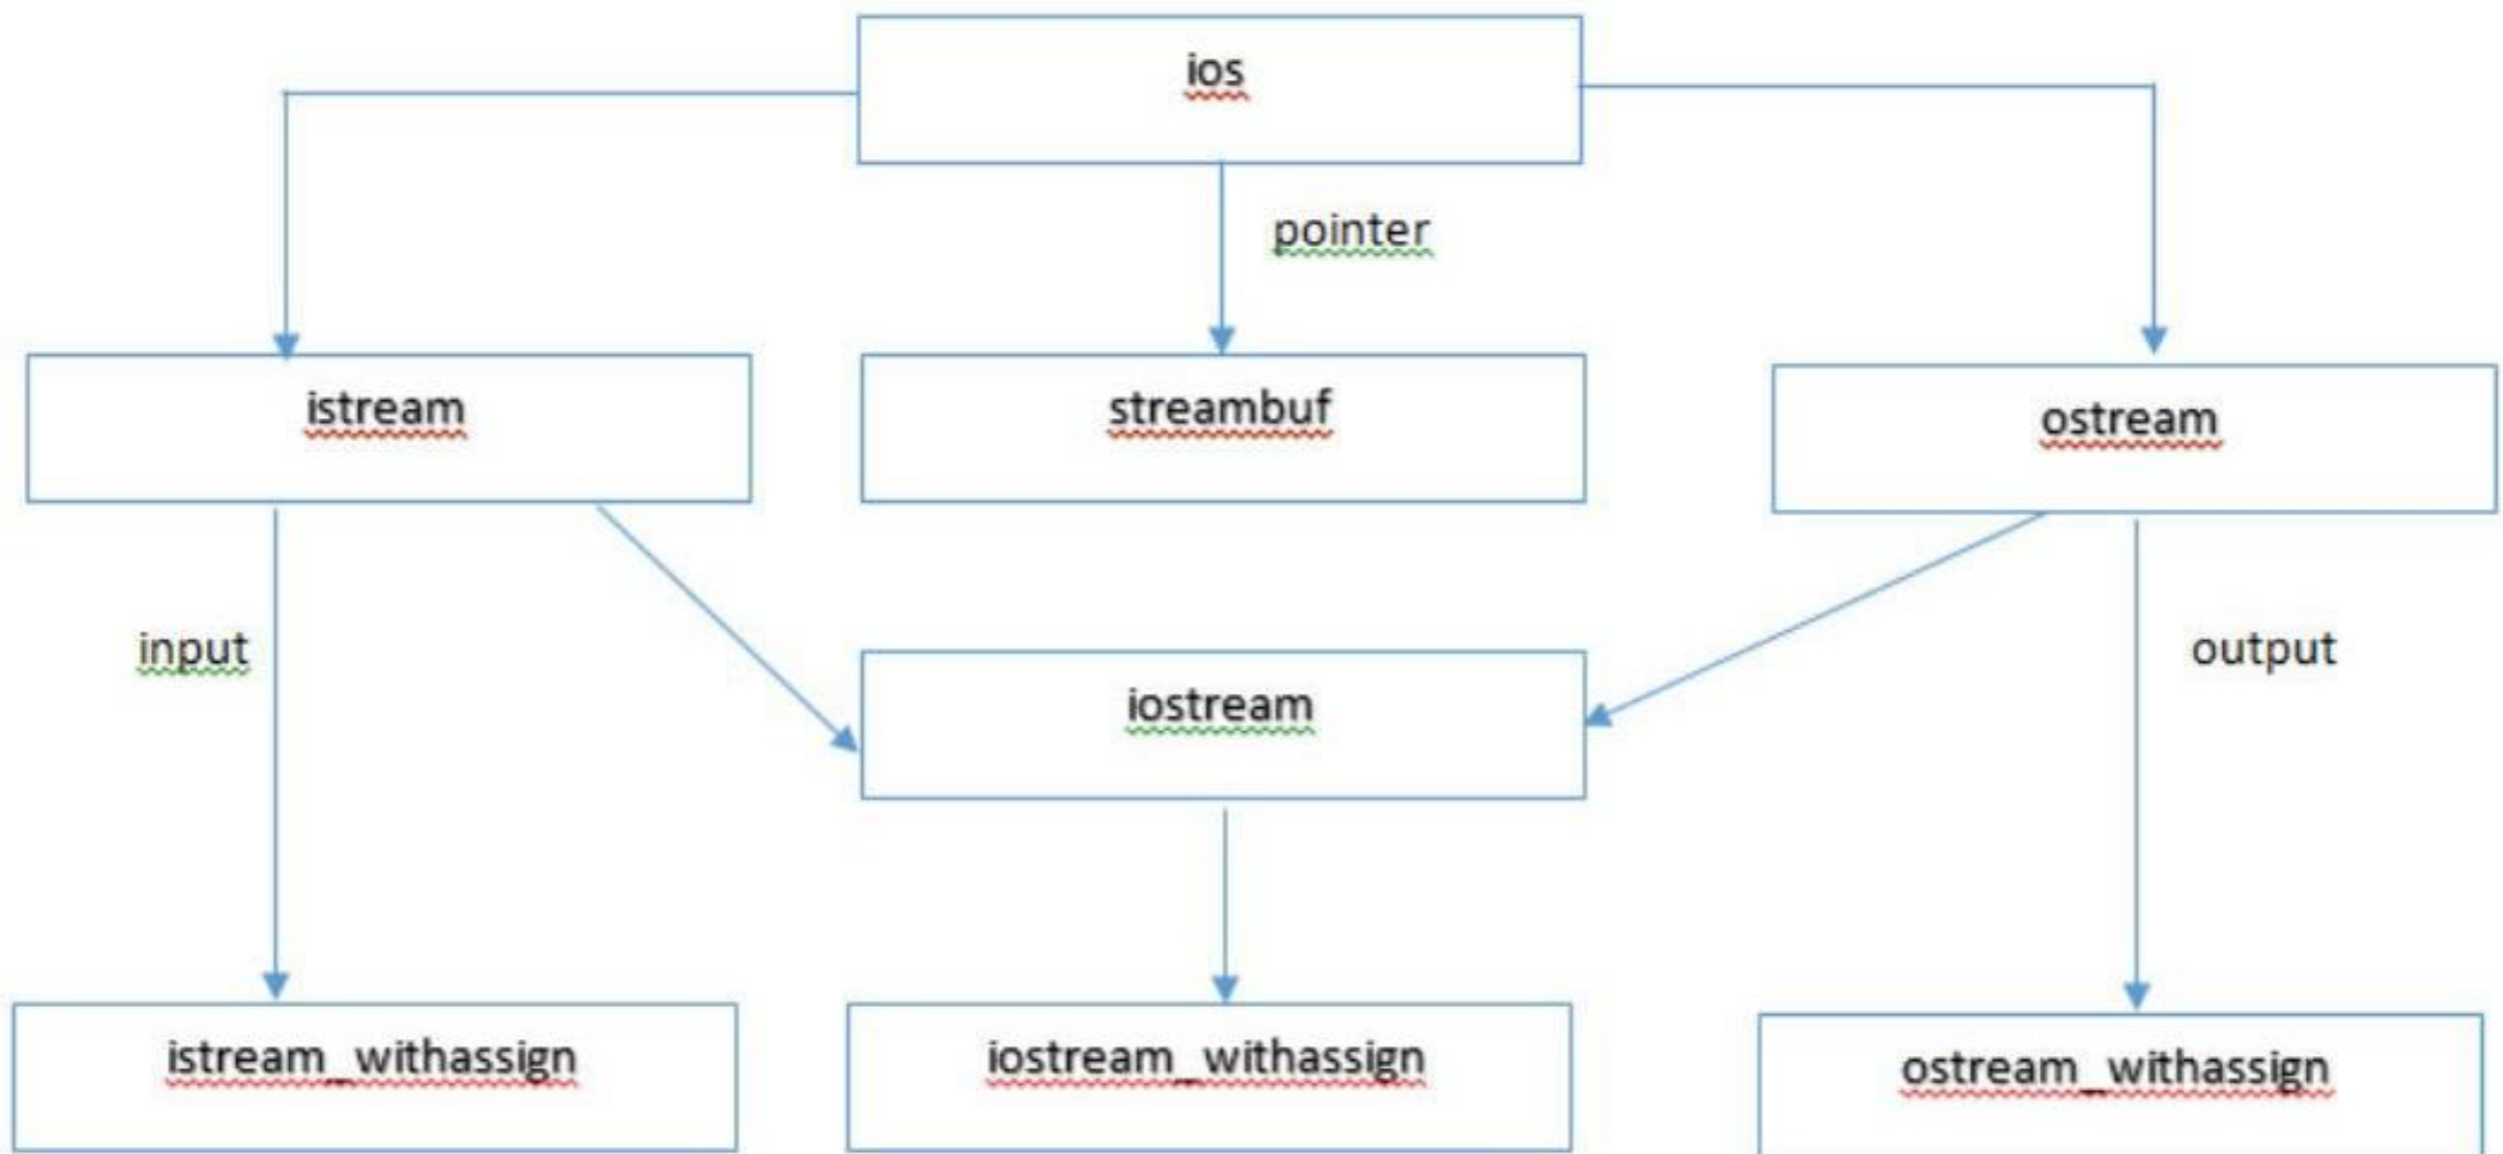 ios
pointer
istream
streambuf
ostream
input
output
iostream
istream_withassign
iostream_withassign
ostream_withassign